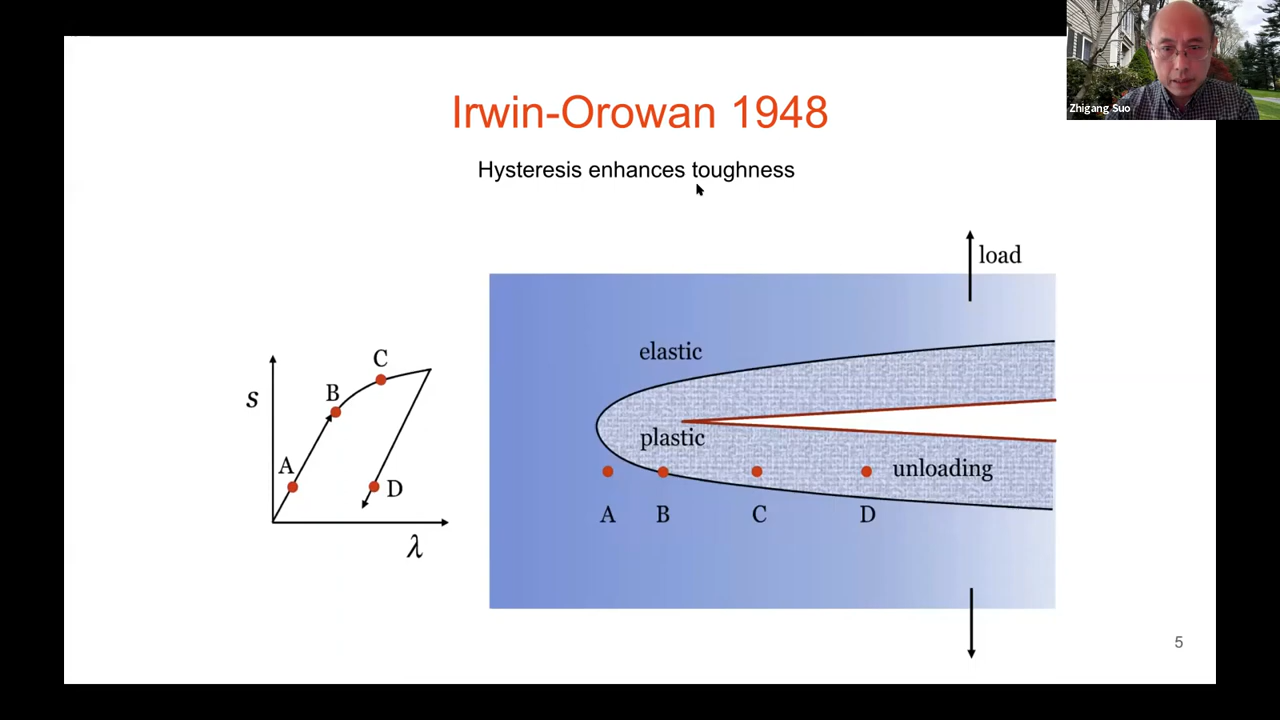 Zhigang Suo
Irwin-Orowan 1948
Hysteresis enhances toughness
load
elastic
C
s
B
plastic
A
unloading
D
A B C D
λ
5